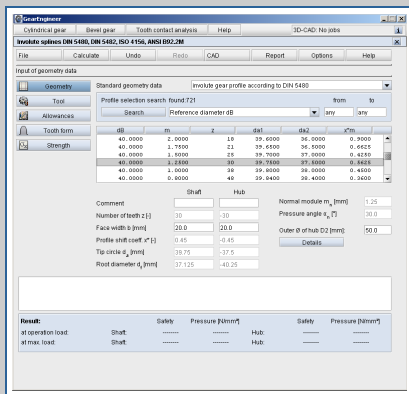 GearEngineer
Cylindrical gear Bevel gear Tooth contact analysis Help 3D-CAD: No jobs
Involute splines DIN 5480, DIN 5482, ISO 4156, ANSI B92.2M
File Calculate Undo Redo CAD Report Options Help
Input of geometry data
Geometry
Tool
Allowances
Tooth form
Strength
Standard geometry data involute gear profile according to DIN 5480
Profile selection search found:721 from to
Search Reference diameter dB any any
dB m z da1 da2 x*m
40.0000 2.0000 18 39.6000 36.0000 0.9000
40.0000 1.7500 21 39.6500 36.5000 0.6625
40.0000 1.5000 25 39.7000 37.0000 0.4250
40.0000 1.2500 30 39.7500 37.5000 0.5625
40.0000 1.0000 38 39.8000 38.0000 0.4500
40.0000 0.8000 48 39.8400 38.4000 0.3600
Shaft Hub
Comment
Number of teeth z [-] 30 -30
Face width b [mm] 20.0 20.0
Profile shift coeff. x* [-] 0.45 -0.45
Tip circle da [mm] 39.75 -37.5
Root diameter df [mm] 37.125 -40.25
Normal module mn [mm] 1.25
Pressure angle αn [°] 30.0
Outer Ø of hub D2 [mm]: 50.0
Details
Result: Safety Pressure [N/mm²] Safety Pressure [N/mm²]
at operation load: Shaft: -------- -------- Hub: -------- --------
at max. load: Shaft: -------- -------- Hub: -------- --------